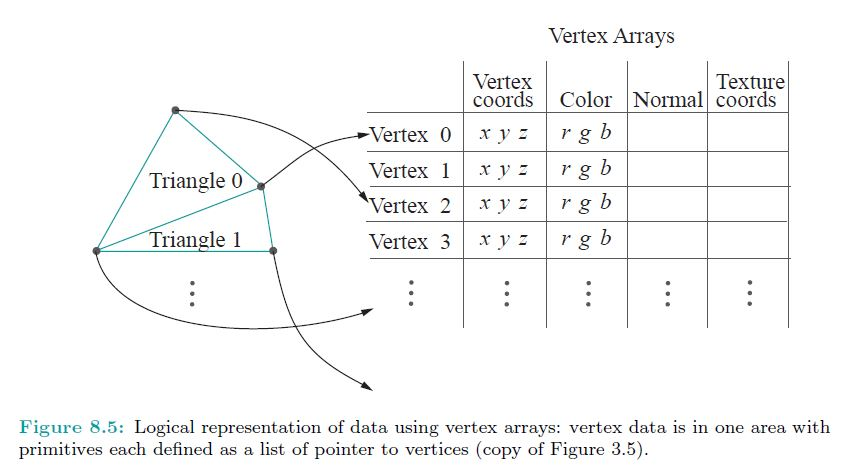 Vertex Arrays
Vertex coords Color Normal Texture coords
Triangle 0
Triangle 1
⋮
Vertex 0 x y z r g b
Vertex 1 x y z r g b
Vertex 2 x y z r g b
Vertex 3 x y z r g b
⋮ ⋮ ⋮ ⋮ ⋮
Figure 8.5: Logical representation of data using vertex arrays: vertex data is in one area with
primitives each defined as a list of pointer to vertices (copy of Figure 3.5).